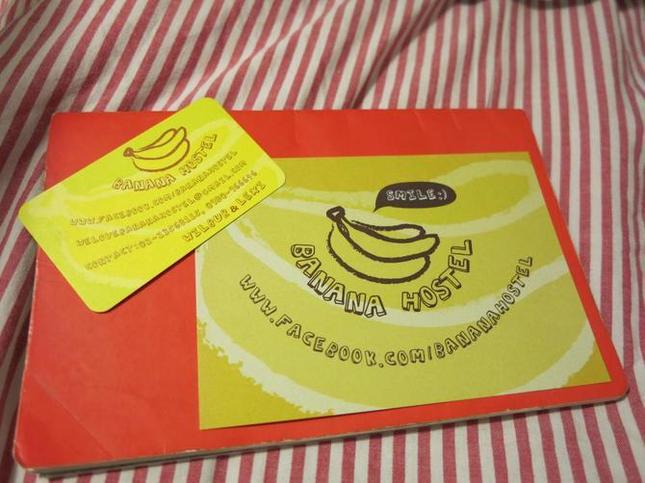 BANANA HOSTEL
WWW.FACEBOOK.COM/BANANAHOSTEL
WELOVEBANANAHOSTEL@GMAIL.COM
WILBUR & LEKI
SMILE:)
BANANA HOSTEL
WWW.FACEBOOK.COM/BANANAHOSTEL